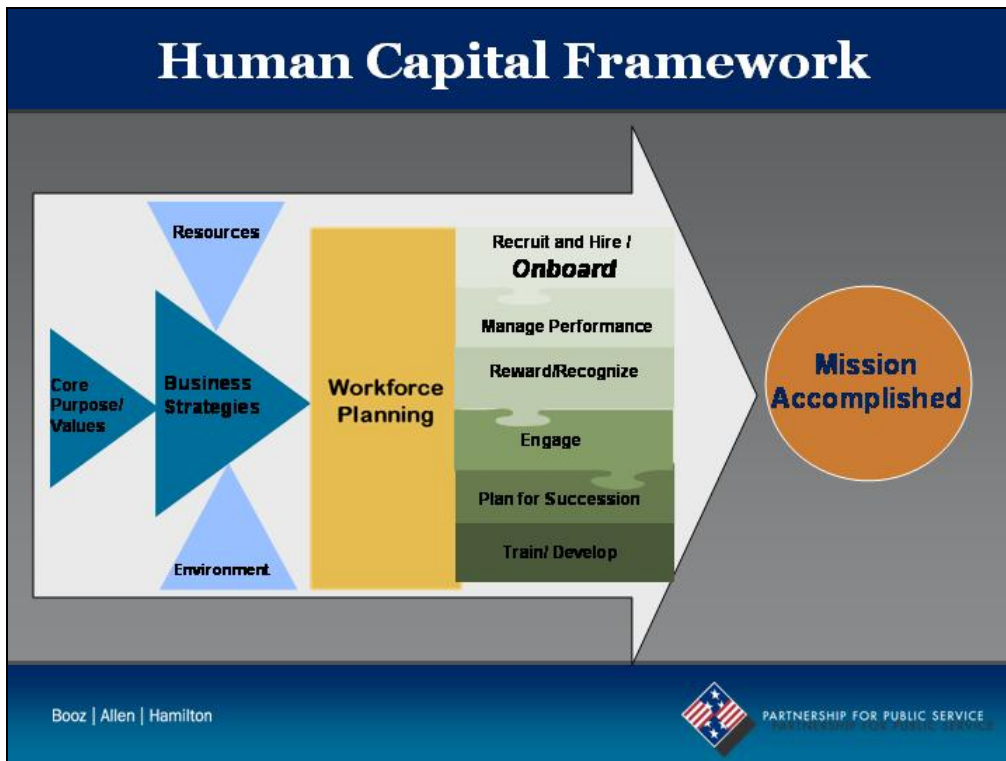 Human Capital Framework
Resources
Core
Purpose/
Values
Business
Strategies
Environment
Workforce
Planning
Recruit and Hire /
Onboard
Manage Performance
Reward/Recognize
Engage
Plan for Succession
Train/ Develop
Mission
Accomplished
Booz | Allen | Hamilton
PARTNERSHIP FOR PUBLIC SERVICE